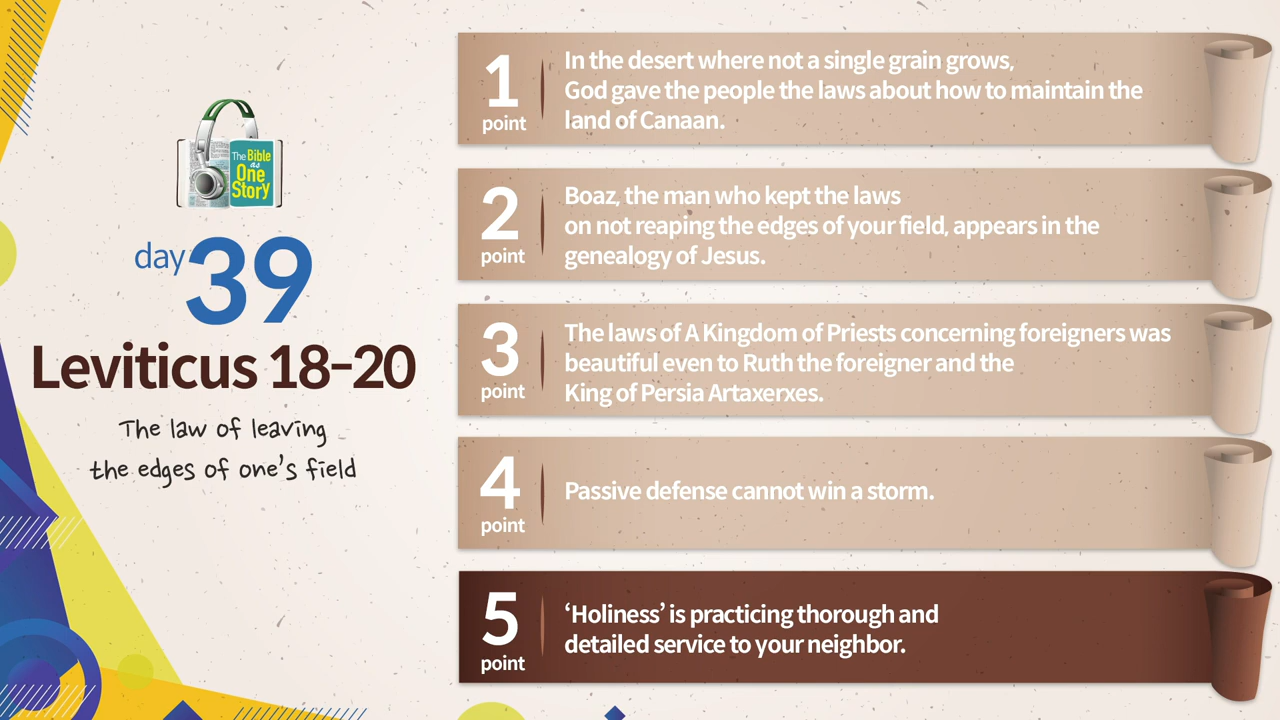 The Bible
as
One
Story
day 39
Leviticus 18-20
The law of leaving
the edges of one's field
1
point
In the desert where not a single grain grows,
God gave the people the laws about how to maintain the
land of Canaan.
2
point
Boaz, the man who kept the laws
on not reaping the edges of your field, appears in the
genealogy of Jesus.
3
point
The laws of A Kingdom of Priests concerning foreigners was
beautiful even to Ruth the foreigner and the
King of Persia Artaxerxes.
4
point
Passive defense cannot win a storm.
5
point
‘Holiness’ is practicing thorough and
detailed service to your neighbor.